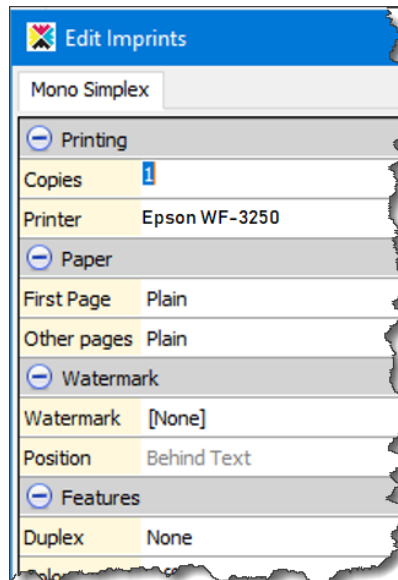 Edit Imprints
Mono Simplex
Printing
Copies 1
Printer Epson WF-3250
Paper
First Page Plain
Other pages Plain
Watermark
Watermark [None]
Position Behind Text
Features
Duplex None